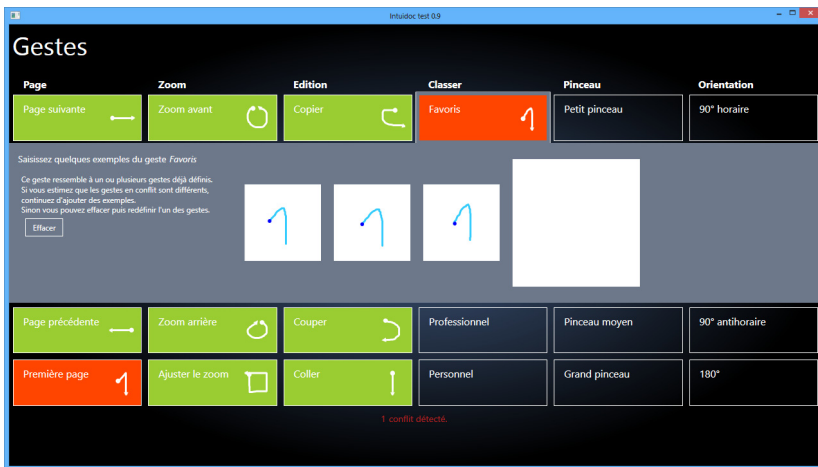 Intuidoc test 0.9
Gestes
Page Zoom Edition Classer Pinceau Orientation
Page suivante Zoom avant Copier Favoris Petit pinceau 90° horaire
Saisissez quelques exemples du geste Favoris
Ce geste ressemble à un ou plusieurs gestes déjà définis.
Si vous estimez que les gestes en conflit sont différents,
continuez d'ajouter des exemples.
Sinon vous pouvez effacer puis redéfinir l'un des gestes.
Effacer
Page précédente Zoom arrière Couper Professionnel Pinceau moyen 90° antihoraire
Première page Ajuster le zoom Coller Personnel Grand pinceau 180°
1 conflit détecté.